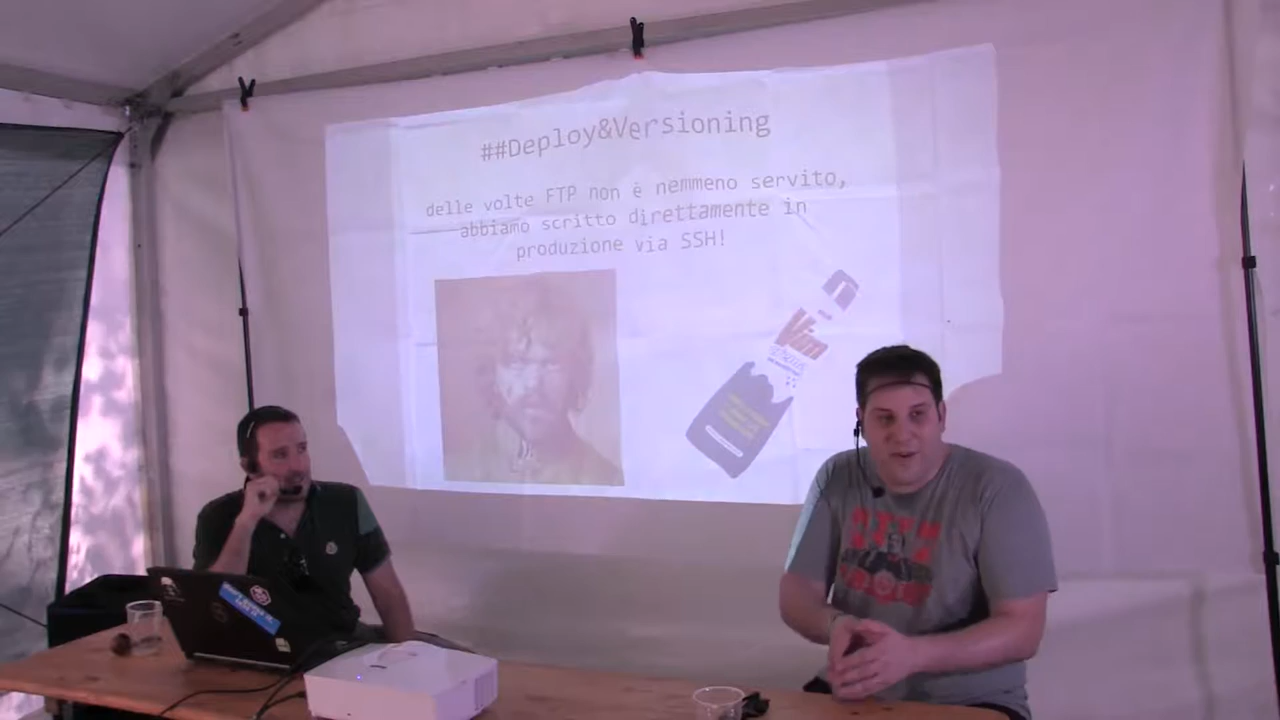 ##Deploy&Versioning
delle volte FTP non è nemmeno servito,
abbiamo scritto direttamente in
produzione via SSH!
Vim